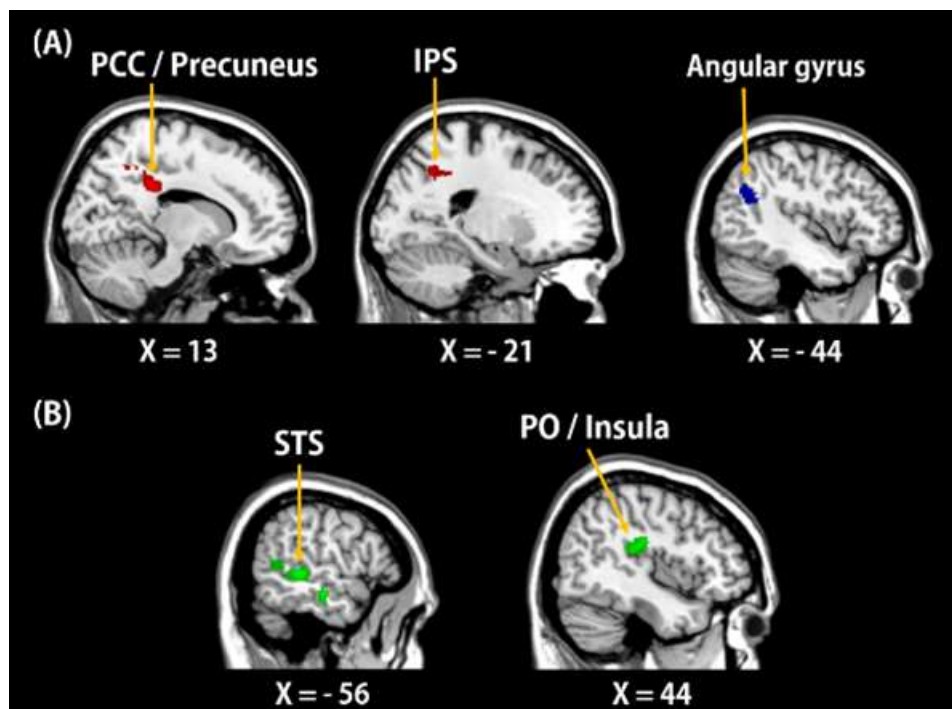 (A)
PCC / Precuneus
IPS
Angular gyrus
X = 13
X = - 21
X = - 44
(B)
STS
PO / Insula
X = - 56
X = 44